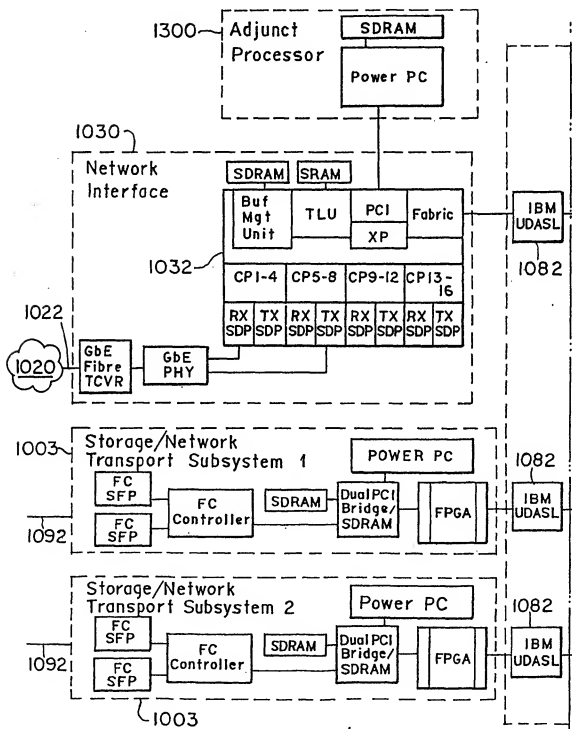 1300
Adjunct
Processor
SDRAM
Power PC
1030
Network
Interface
SDRAM
SRAM
Buf
Mgt
Unit
TLU
PCI
XP
Fabric
IBM
UDASL
1082
1032
CP1-4
CP5-8
CP9-12
CP13-
16
RX
SDP
TX
SDP
RX
SDP
TX
SDP
RX
SDP
TX
SDP
RX
SDP
TX
SDP
1022
1020
GbE
Fibre
TCVR
GbE
PHY
1003
Storage/Network
Transport Subsystem 1
FC
SFP
FC
SFP
1092
FC
Controller
SDRAM
POWER PC
Dual PCI
Bridge/
SDRAM
FPGA
1082
IBM
UDASL
Storage/Network
Transport Subsystem 2
FC
SFP
FC
SFP
1092
FC
Controller
SDRAM
Power PC
Dual PCI
Bridge/
SDRAM
FPGA
1082
IBM
UDASL
1003